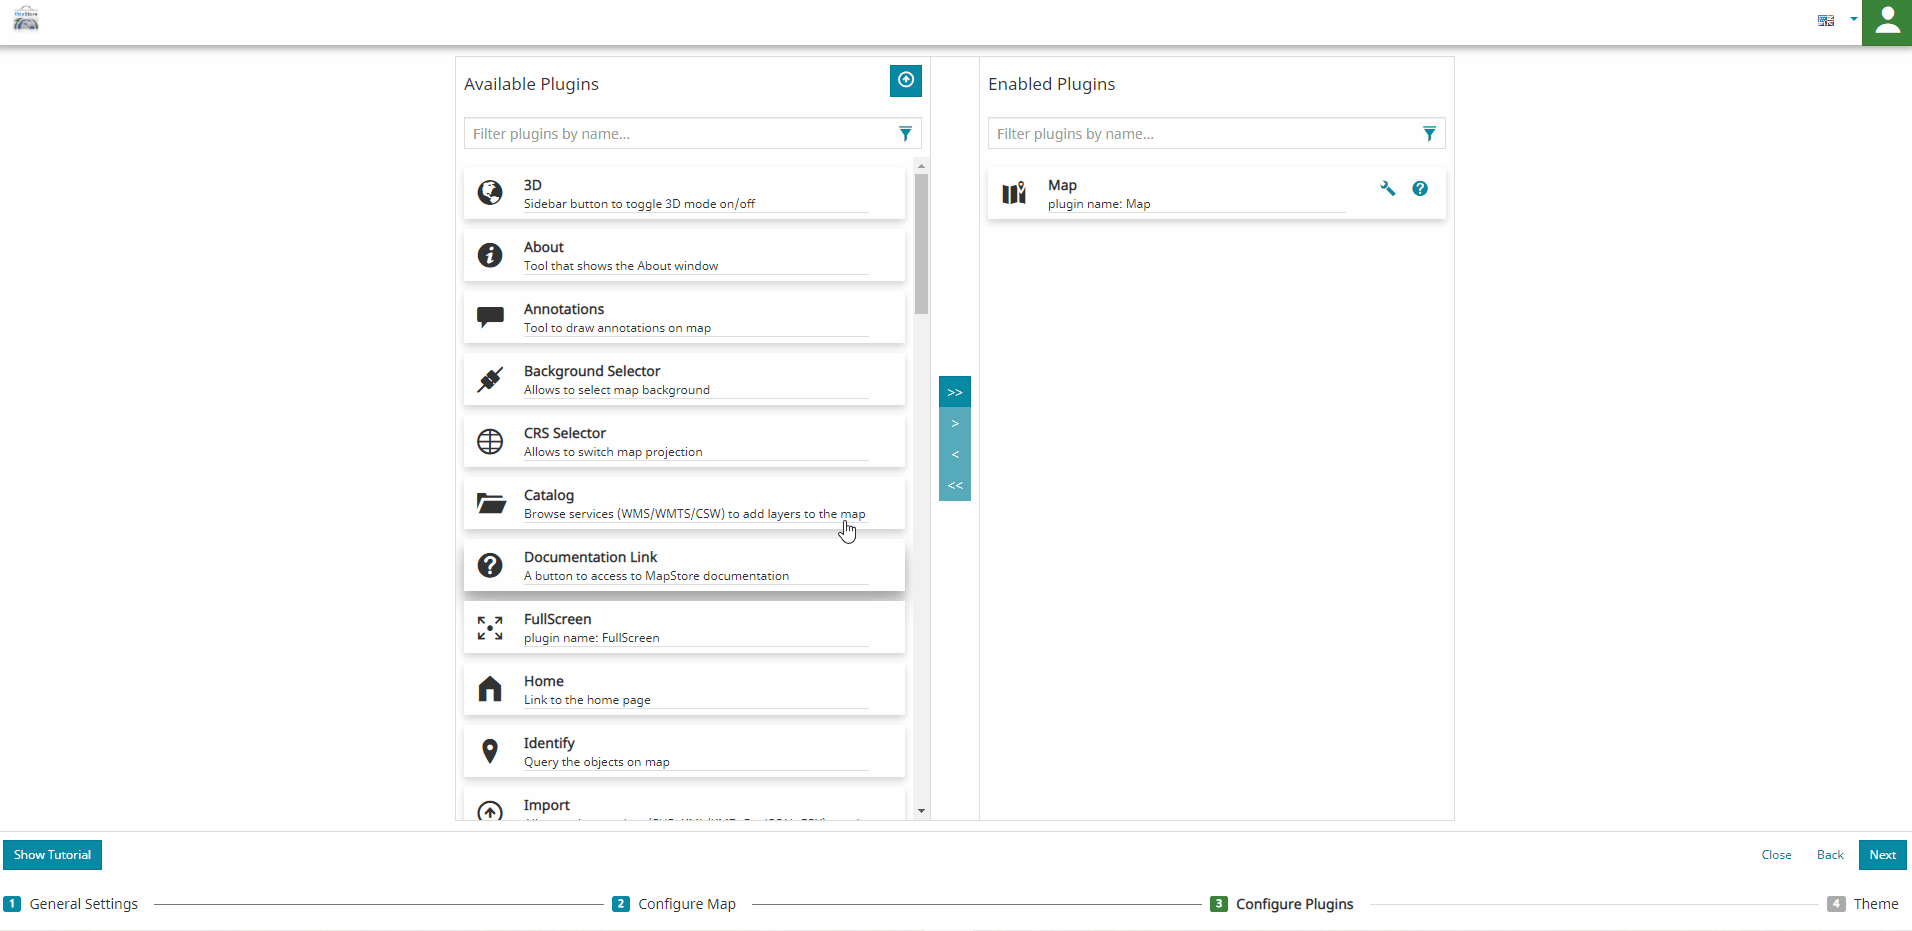 MapStore
Available Plugins
Filter plugins by name...
3D
Sidebar button to toggle 3D mode on/off
About
Tool that shows the About window
Annotations
Tool to draw annotations on map
Background Selector
Allows to select map background
CRS Selector
Allows to switch map projection
Catalog
Browse services (WMS/WMTS/CSW) to add layers to the map
Documentation Link
A button to access to MapStore documentation
FullScreen
plugin name: FullScreen
Home
Link to the home page
Identify
Query the objects on map
Import
>>
>
<
<<
Enabled Plugins
Filter plugins by name...
Map
plugin name: Map
Show Tutorial
Close Back Next
1 General Settings 2 Configure Map 3 Configure Plugins 4 Theme